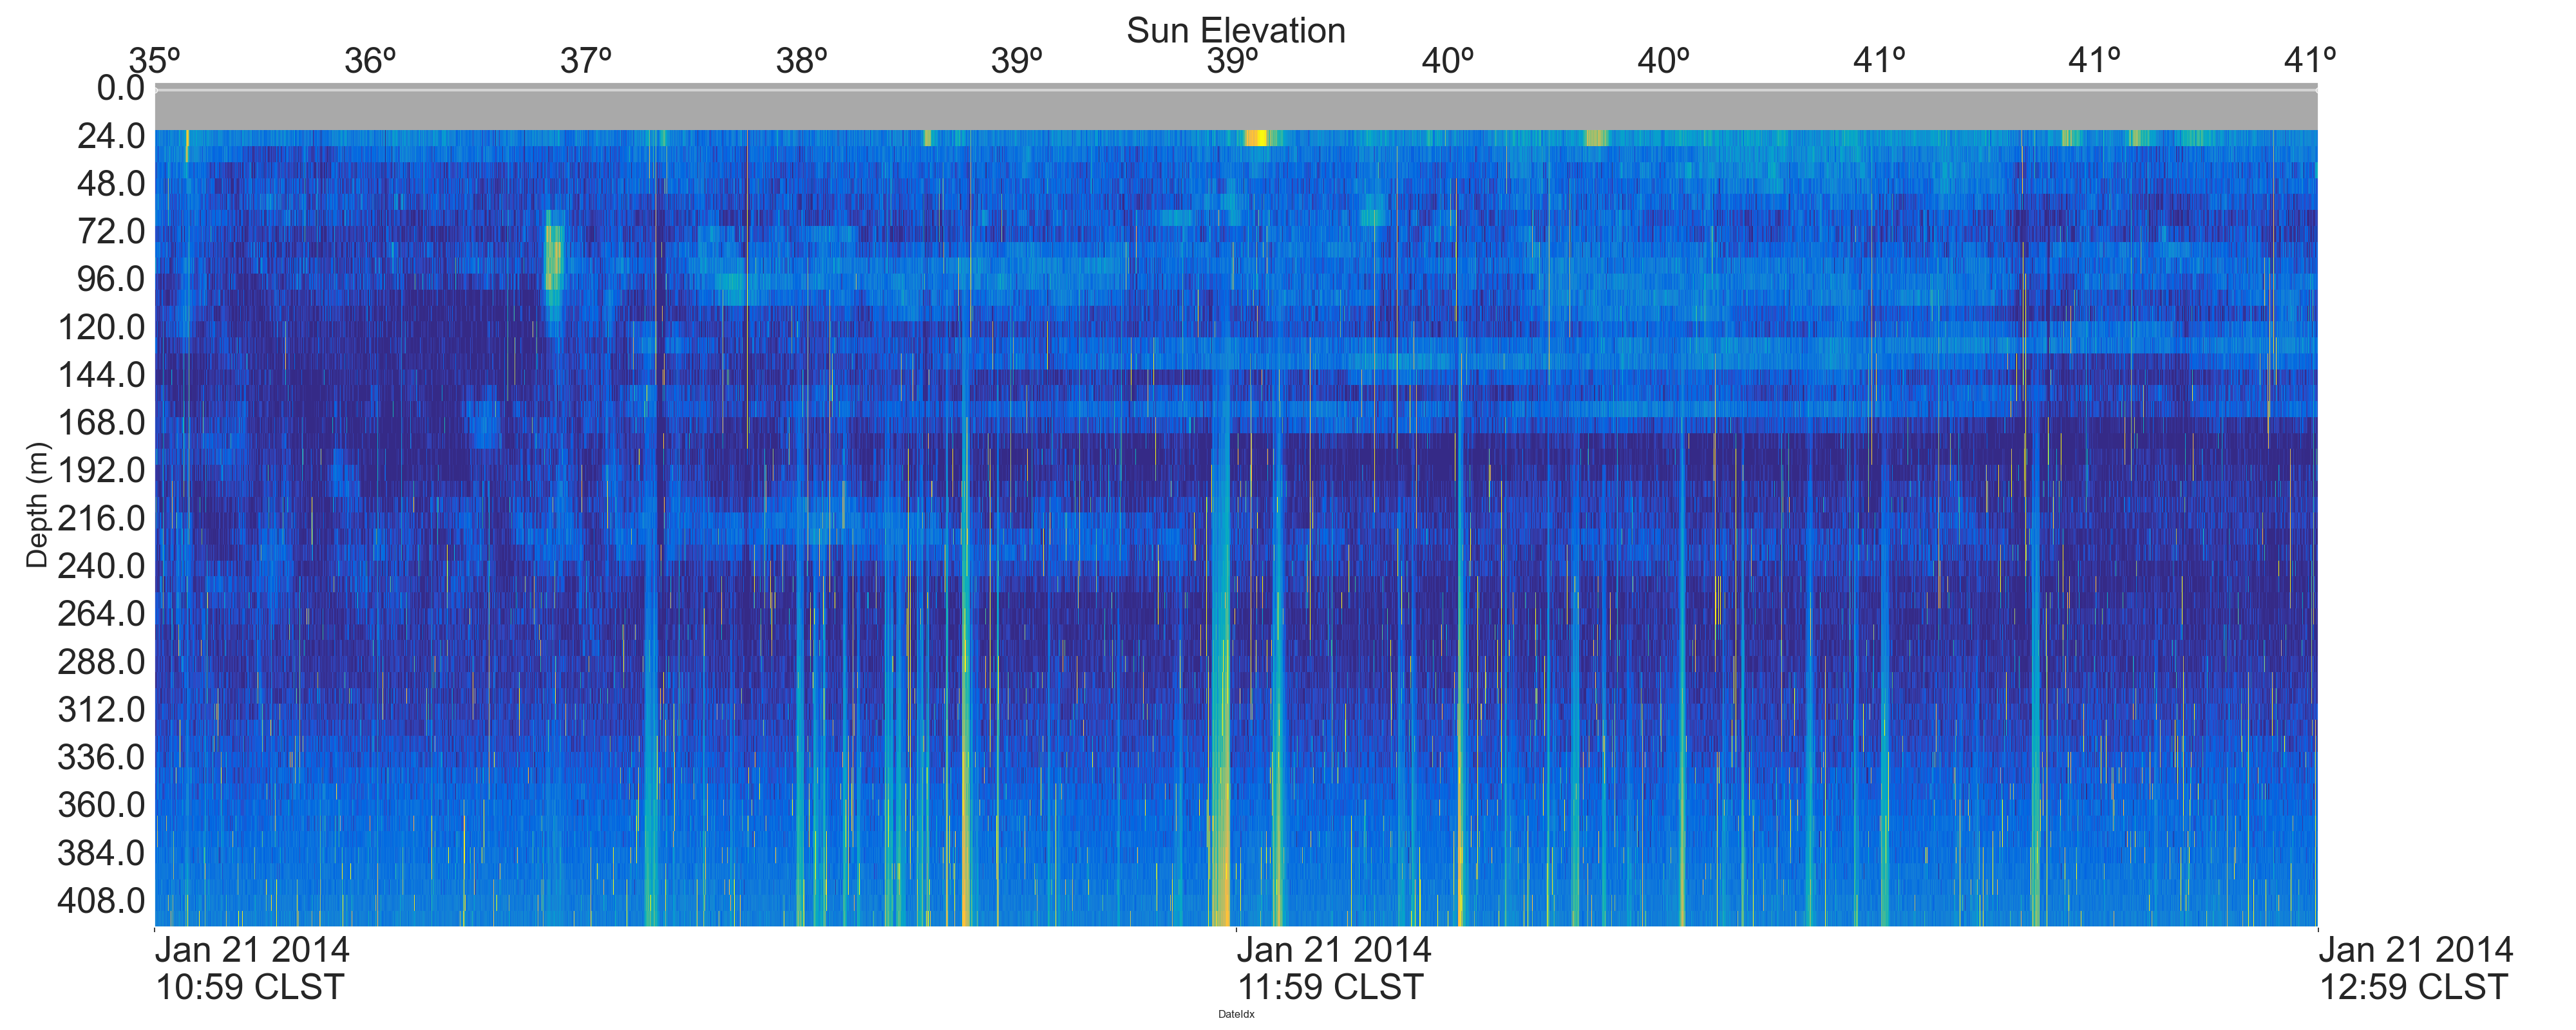 Sun Elevation
35º 36º 37º 38º 39º 39º 40º 40º 41º 41º 41º
0.0
24.0
48.0
72.0
96.0
120.0
144.0
168.0
192.0
216.0
240.0
264.0
288.0
312.0
336.0
360.0
384.0
408.0
Depth (m)
Jan 21 2014
10:59 CLST
Jan 21 2014
11:59 CLST
Jan 21 2014
12:59 CLST
DateIdx